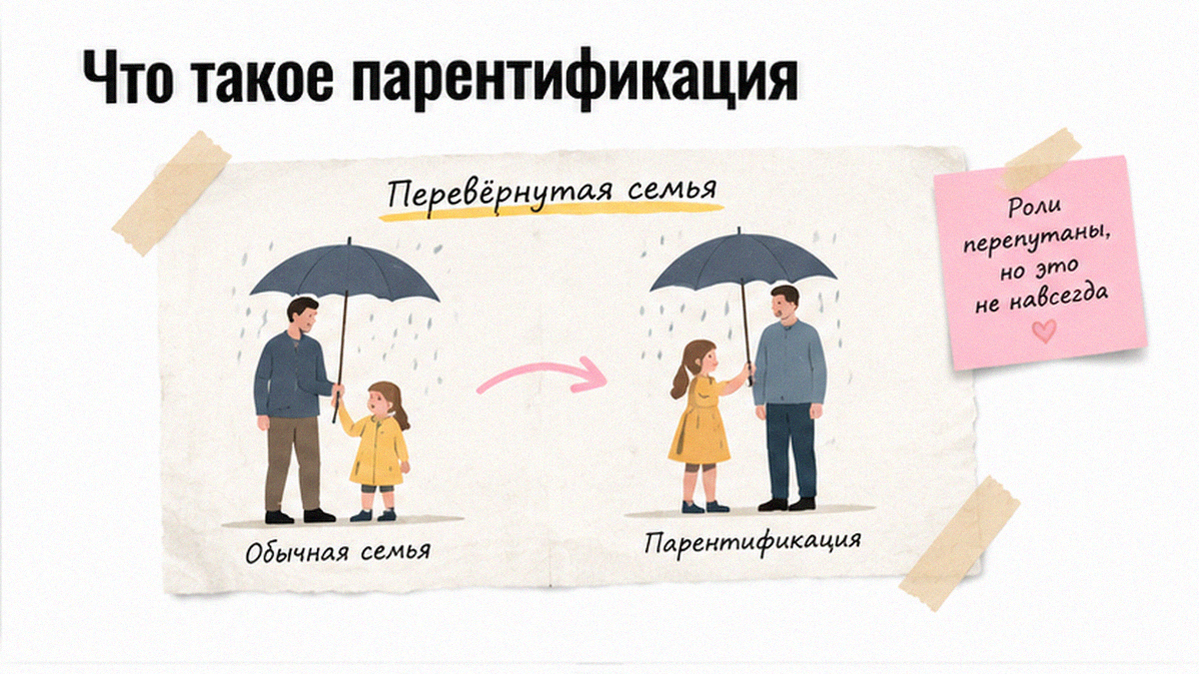 Что такое парентификация
Перевёрнутая семья
Роли
перепутаны,
но это
не навсегда
Обычная семья
Парентификация